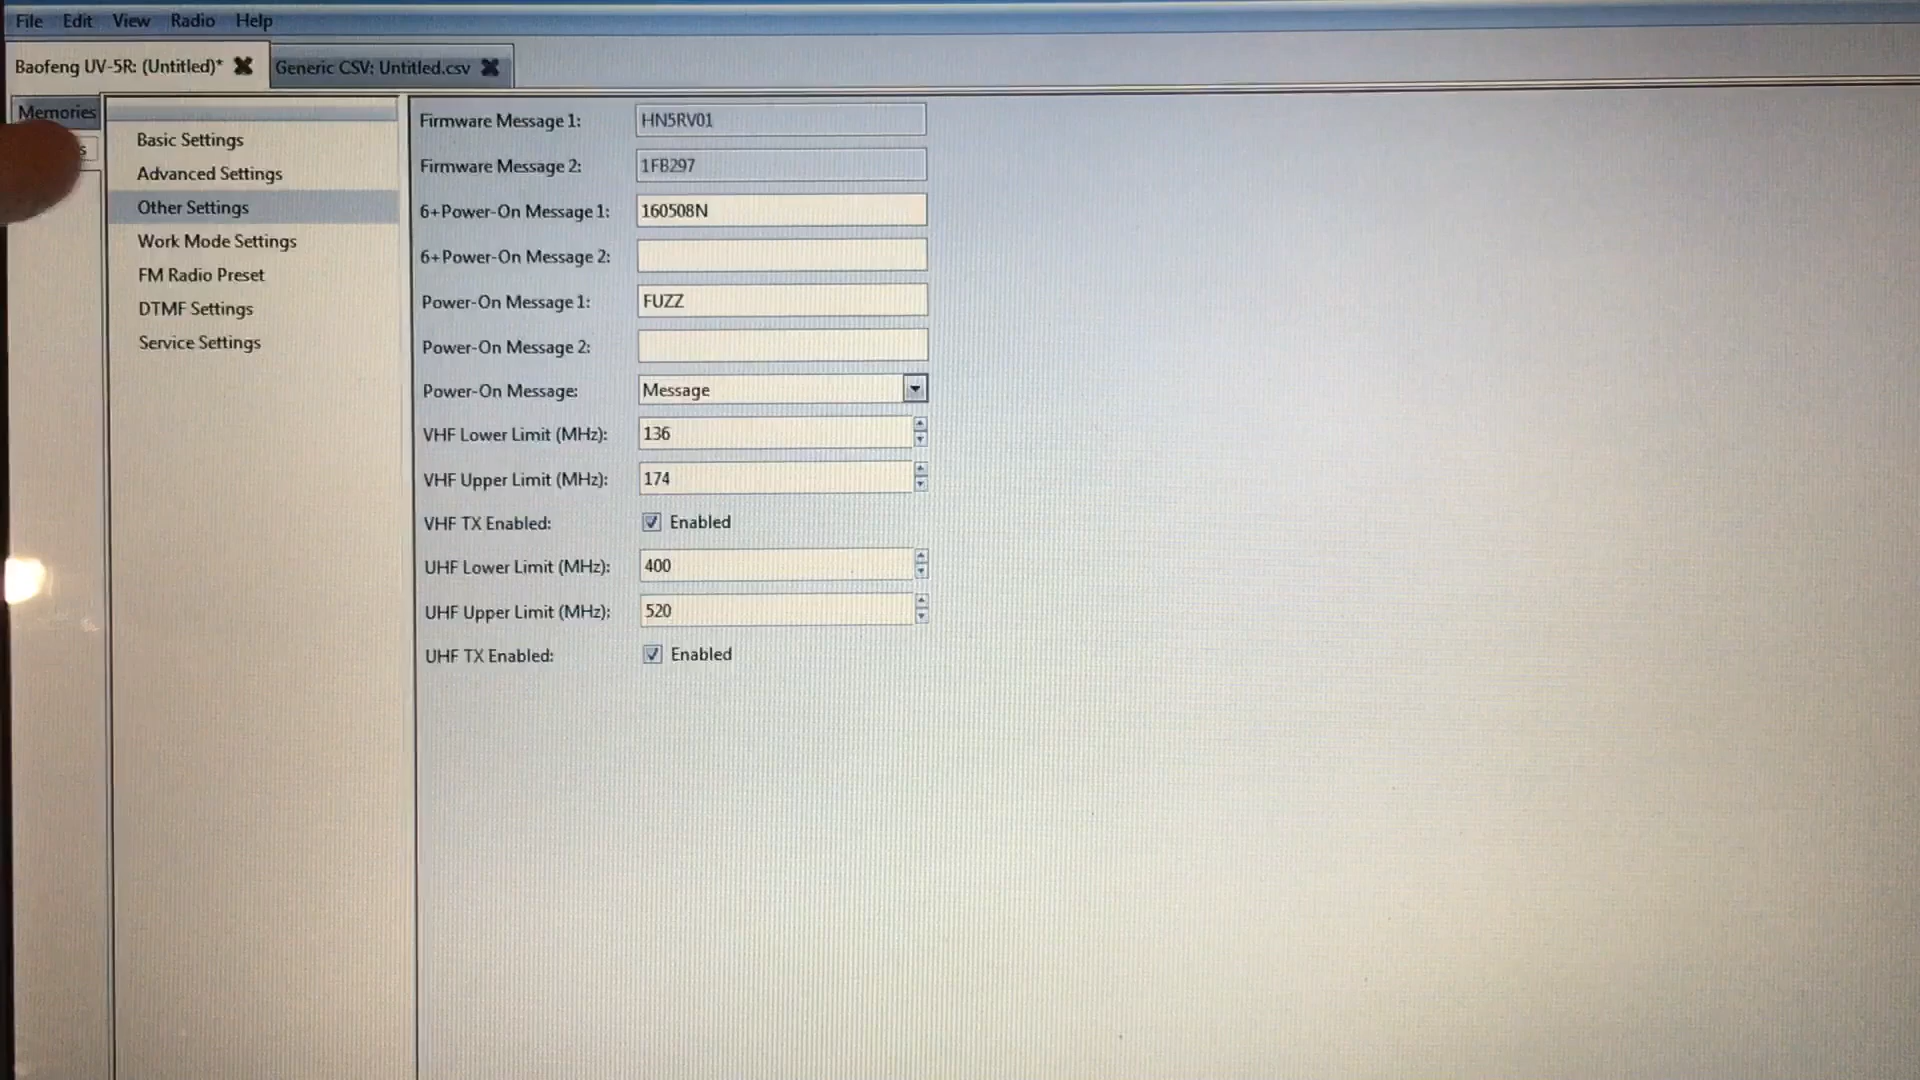 File Edit View Radio Help
Baofeng UV-5R: (Untitled)* Generic CSV: Untitled.csv
Memories
s
Basic Settings
Advanced Settings
Other Settings
Work Mode Settings
FM Radio Preset
DTMF Settings
Service Settings
Firmware Message 1: HN5RV01
Firmware Message 2: 1FB297
6+Power-On Message 1: 160508N
6+Power-On Message 2:
Power-On Message 1: FUZZ
Power-On Message 2:
Power-On Message: Message
VHF Lower Limit (MHz): 136
VHF Upper Limit (MHz): 174
VHF TX Enabled: Enabled
UHF Lower Limit (MHz): 400
UHF Upper Limit (MHz): 520
UHF TX Enabled: Enabled